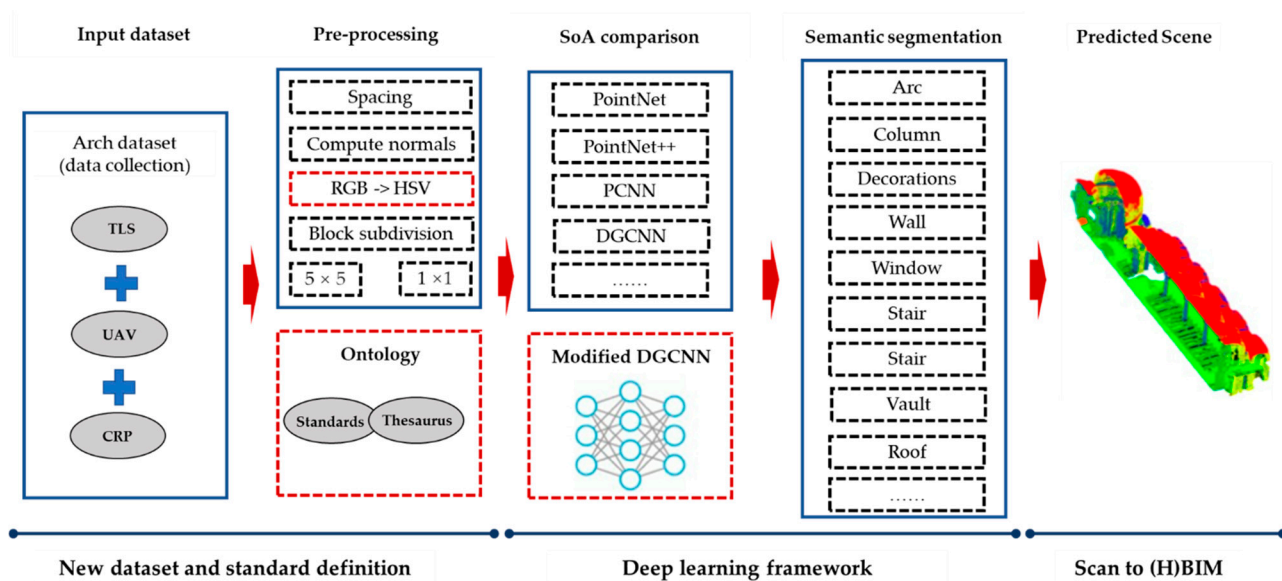 Input dataset
Pre-processing
SoA comparison
Semantic segmentation
Predicted Scene
Arch dataset
(data collection)
TLS
UAV
CRP
Spacing
Compute normals
RGB -> HSV
Block subdivision
5 × 5
1 ×1
Ontology
Standards
Thesaurus
PointNet
PointNet++
PCNN
DGCNN
......
Modified DGCNN
Arc
Column
Decorations
Wall
Window
Stair
Stair
Vault
Roof
......
New dataset and standard definition
Deep learning framework
Scan to (H)BIM